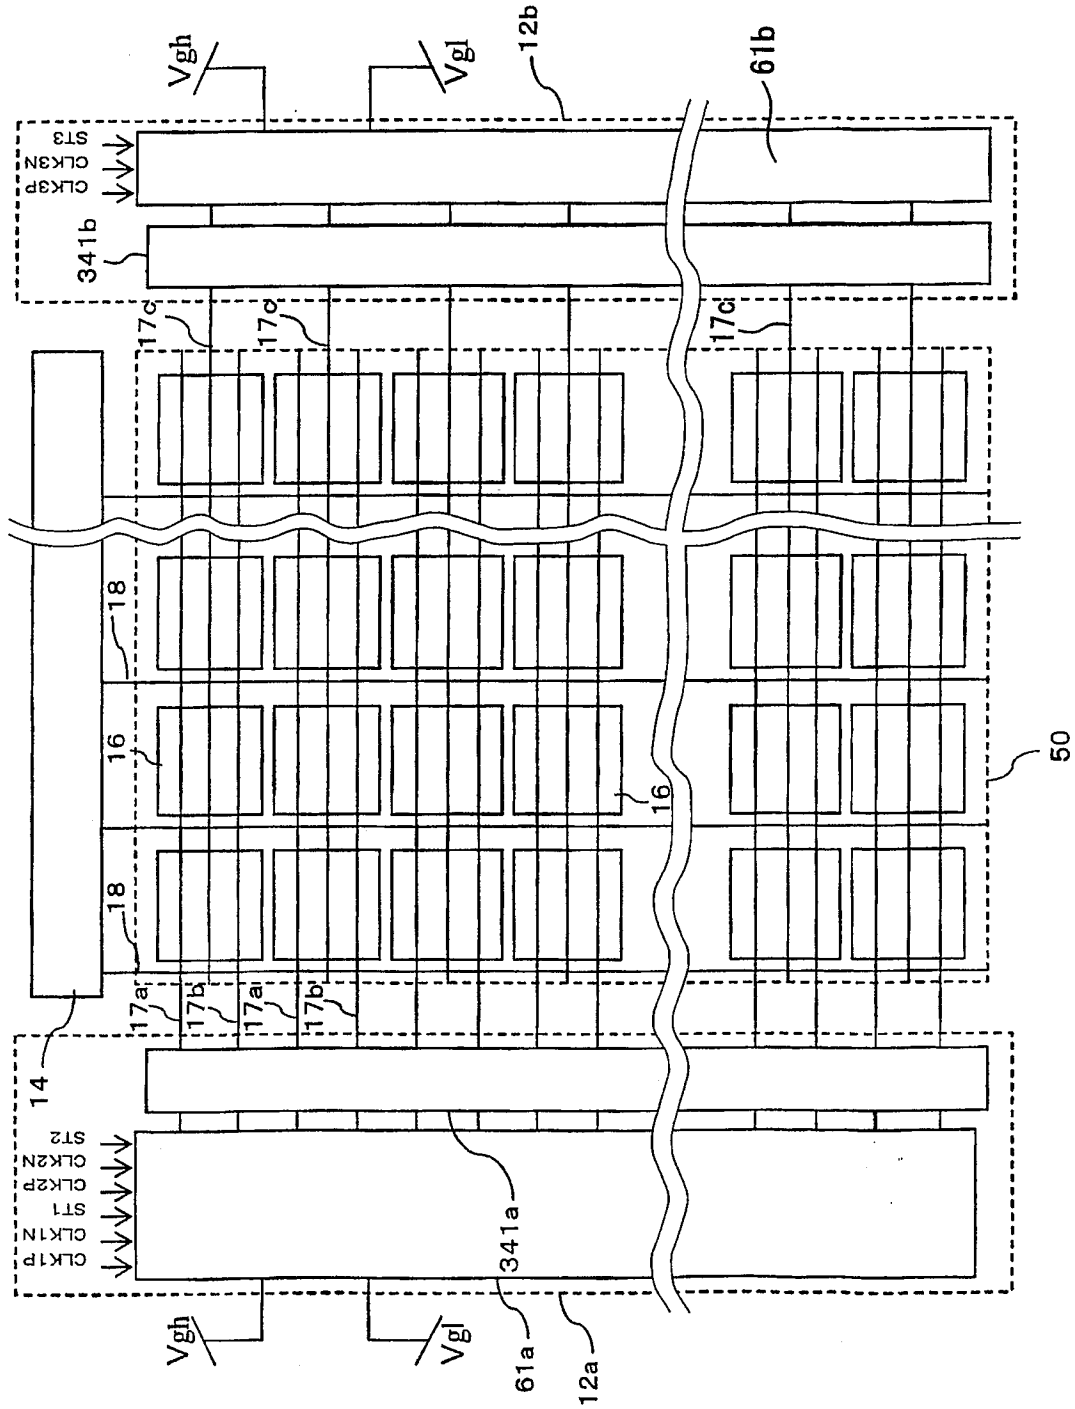 Vgh
Vgl
12b
61b
ST3
CLK3N
CLK3P
341b
17c
17c
17c
18
16
16
18
50
17a
17b
17a
17b
14
ST2
CLK2N
CLK2P
ST1
CLK1N
CLK1P
341a
Vgh
Vgl
61a
12a